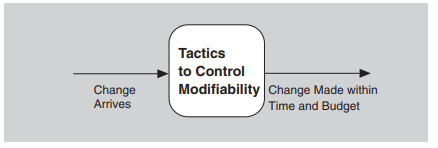 Tactics
to Control
Modifiability
Change
Arrives
Change Made within
Time and Budget